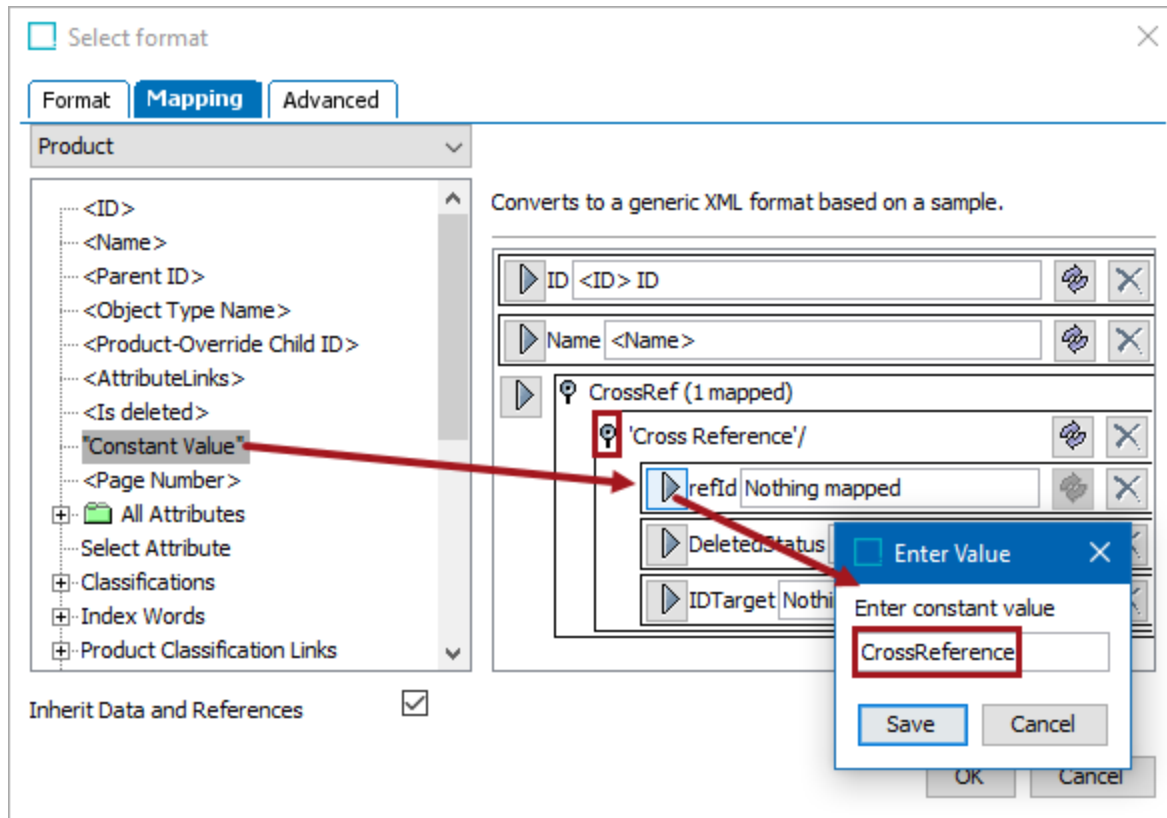 Select format
Format Mapping Advanced
Product
<ID>
<Name>
<Parent ID>
<Object Type Name>
<Product-Override Child ID>
<AttributeLinks>
<Is deleted>
"Constant Value"
<Page Number>
All Attributes
Select Attribute
Classifications
Index Words
Product Classification Links
Inherit Data and References
Converts to a generic XML format based on a sample.
ID <ID> ID
Name <Name>
CrossRef (1 mapped)
'Cross Reference'/
refId Nothing mapped
DeletedStatus
IDTarget
Enter Value
Enter constant value
CrossReference
Save Cancel
OK Cancel